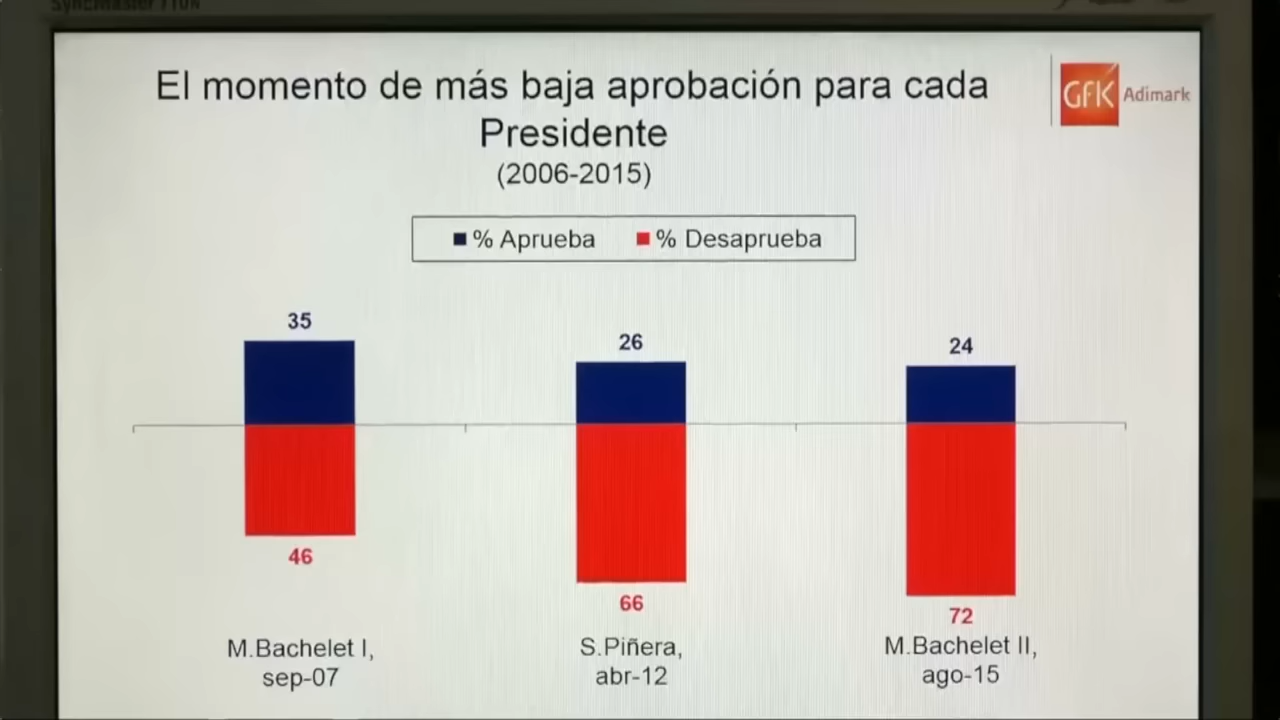 El momento de más baja aprobación para cada
Presidente
(2006-2015)
GFK Adimark
% Aprueba % Desaprueba
35
26
24
46
66
72
M.Bachelet I,
sep-07
S.Piñera,
abr-12
M.Bachelet II,
ago-15